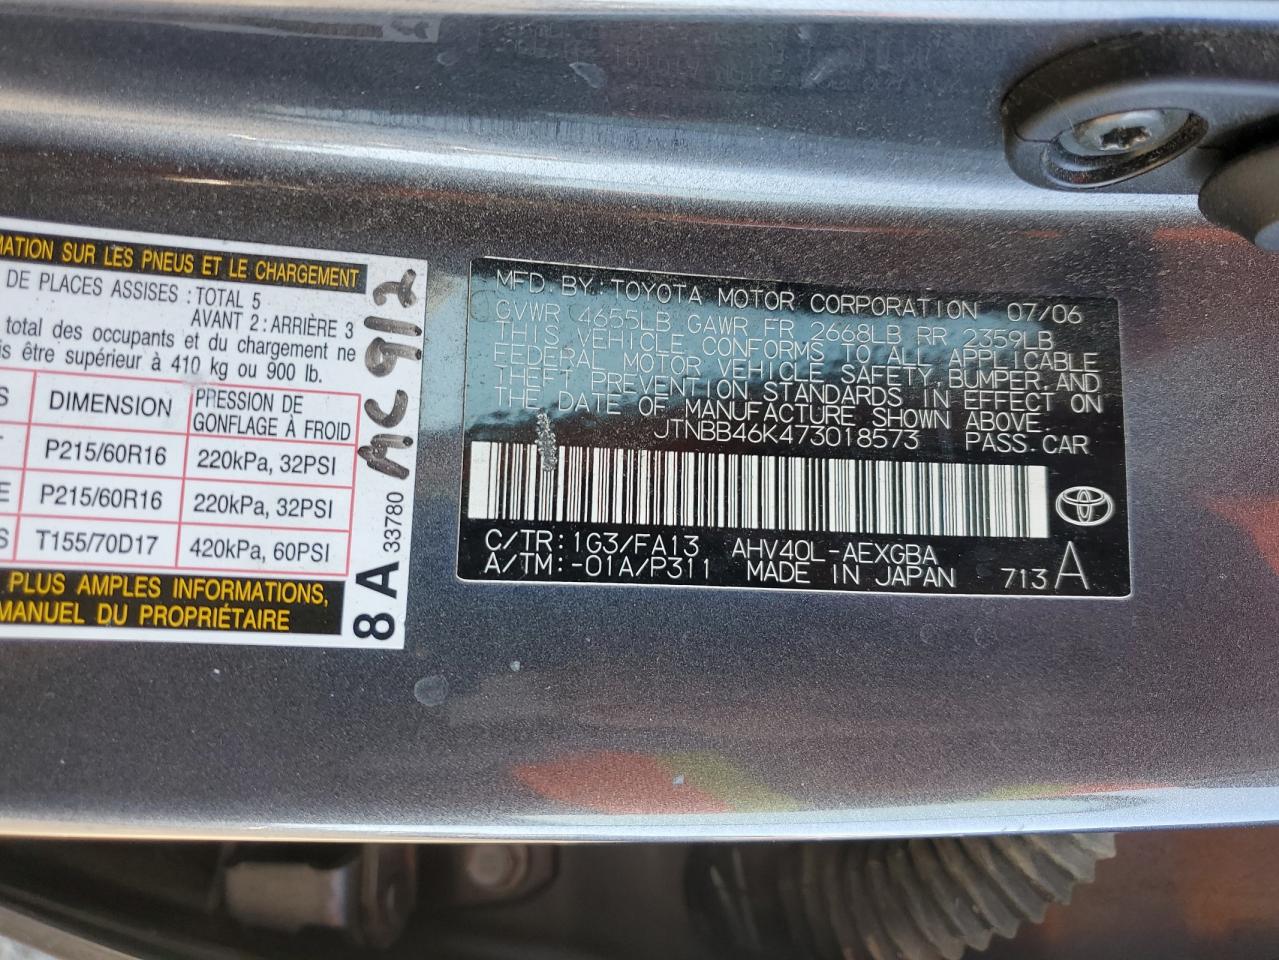 MATION SUR LES PNEUS ET LE CHARGEMENT
DE PLACES ASSISES : TOTAL 5
AVANT 2 : ARRIÈRE 3
total des occupants et du chargement ne
is être supérieur à 410 kg ou 900 lb.
S DIMENSION PRESSION DE
GONFLAGE À FROID
T P215/60R16 220kPa, 32PSI
E P215/60R16 220kPa, 32PSI
S T155/70D17 420kPa, 60PSI
PLUS AMPLES INFORMATIONS,
MANUEL DU PROPRIÉTAIRE
8 A 33780
AC912
MFD BY: TOYOTA MOTOR CORPORATION 07/06
GVWR 4655LB GAWR FR 2668LB RR 2359LB
THIS VEHICLE CONFORMS TO ALL APPLICABLE
FEDERAL MOTOR VEHICLE SAFETY, BUMPER, AND
THEFT PREVENTION STANDARDS IN EFFECT ON
THE DATE OF MANUFACTURE SHOWN ABOVE.
JTNBB46K473018573 PASS.CAR
C/TR: 1G3/FA13 AHV40L-AEXGBA
A/TM: -01A/P311 MADE IN JAPAN 713 A